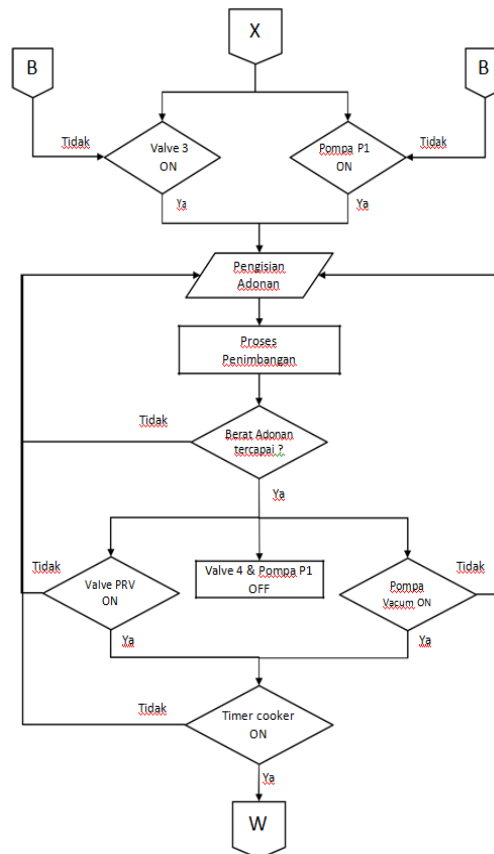 X
B
B
Tidak
Valve 3
ON
Pompa P1
ON
Tidak
Ya
Ya
Pengisian
Adonan
Proses
Penimbangan
Tidak
Berat Adonan
tercapai ?
Ya
Tidak
Valve PRV
ON
Valve 4 & Pompa P1
OFF
Pompa
Vacum ON
Tidak
Ya
Ya
Tidak
Timer cooker
ON
Ya
W